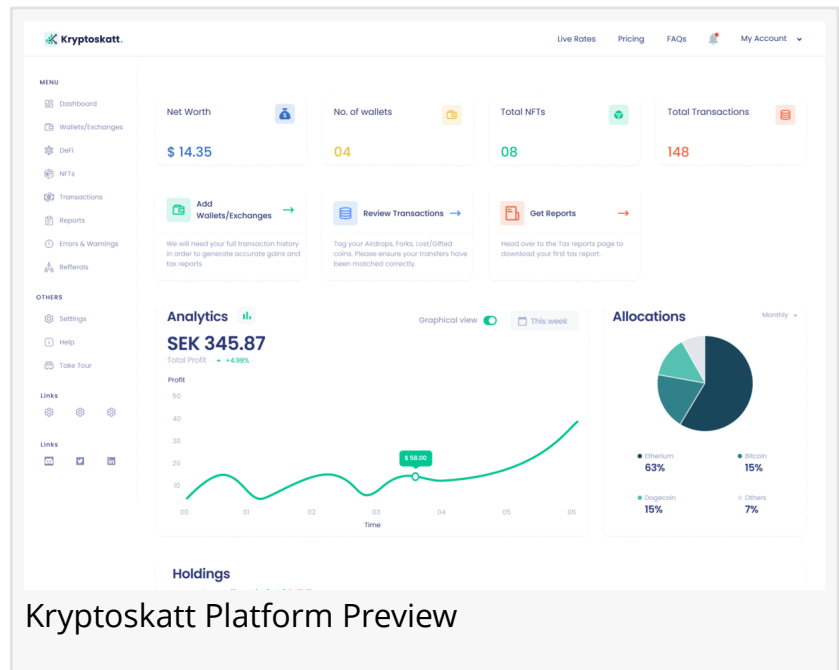 Kryptoskatt.
Live Rates Pricing FAQs My Account
MENU
Dashboard
Wallets/Exchanges
DeFi
NFTs
Transactions
Reports
Errors & Warnings
Refferals
OTHERS
Settings
Help
Take Tour
Links
Links
Net Worth
$ 14.35
No. of wallets
04
Total NFTs
08
Total Transactions
148
Add
Wallets/Exchanges
We will need your full transacton history
in order to generate accurate gains and
tax reports
Review Transactions
Tag your Airdrops, Forks, Lost/Gifted
coins. Please ensure your transfers have
been matched correctly.
Get Reports
Head over to the Tax reports page to
download your first tax report.
Analytics
Graphical view
This week
SEK 345.87
Total Profit +4.98%
Profit
50
40
30
20
10
$ 58.00
00 01 02 03 04 05 06
Time
Allocations
Monthly
Etherium
63%
Bitcoin
15%
Dogecoin
15%
Others
7%
Holdings
Kryptoskatt Platform Preview